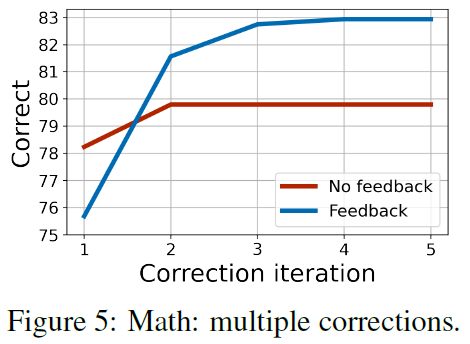 83
82
81
80
79
78
77
76
75
Correct
No feedback
Feedback
1 2 3 4 5
Correction iteration
Figure 5: Math: multiple corrections.